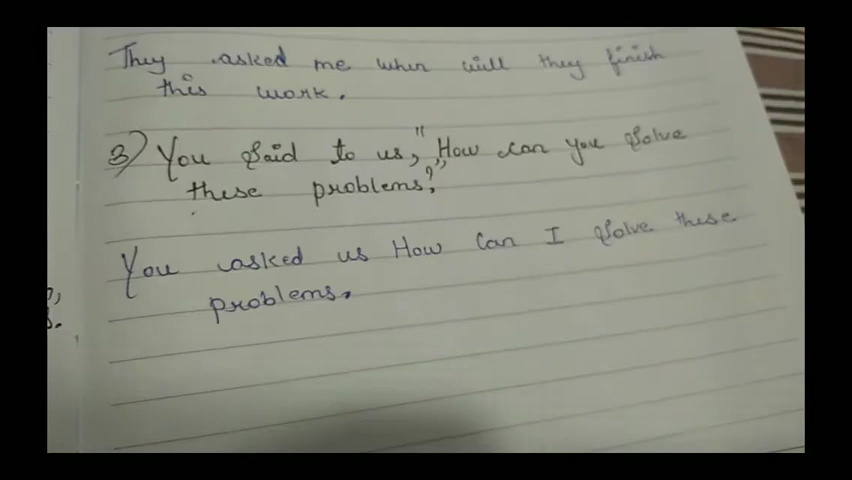 They asked me when will they finish
this work.
3) You said to us, "How can you solve
these problems?"
You asked us How can I solve these
problems.